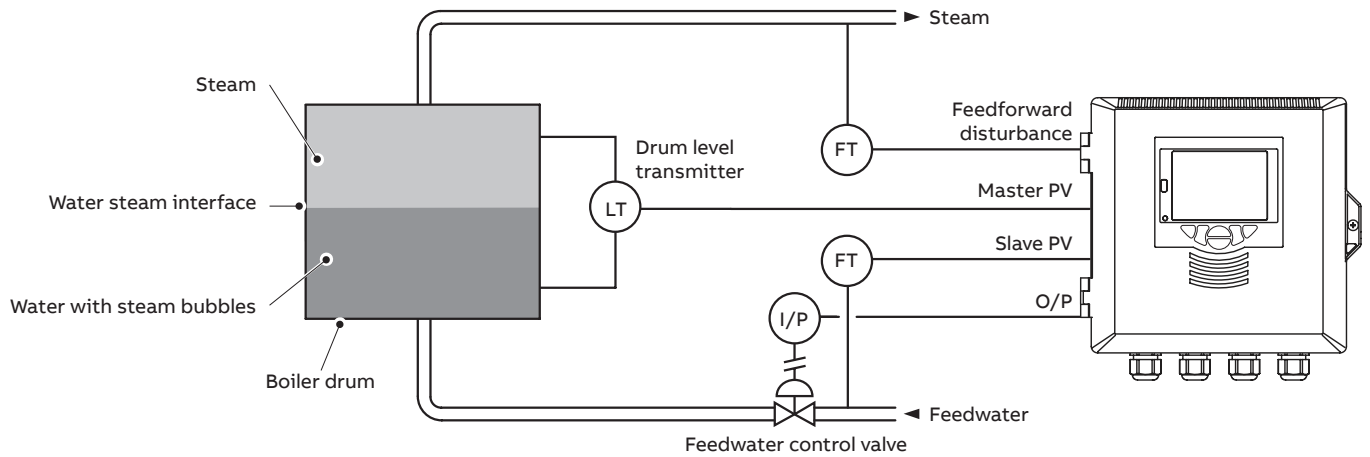 Steam
Steam
Feedforward
disturbance
Drum level
transmitter
FT
Master PV
Water steam interface
LT
Slave PV
FT
Water with steam bubbles
O/P
I/P
Boiler drum
Feedwater
Feedwater control valve